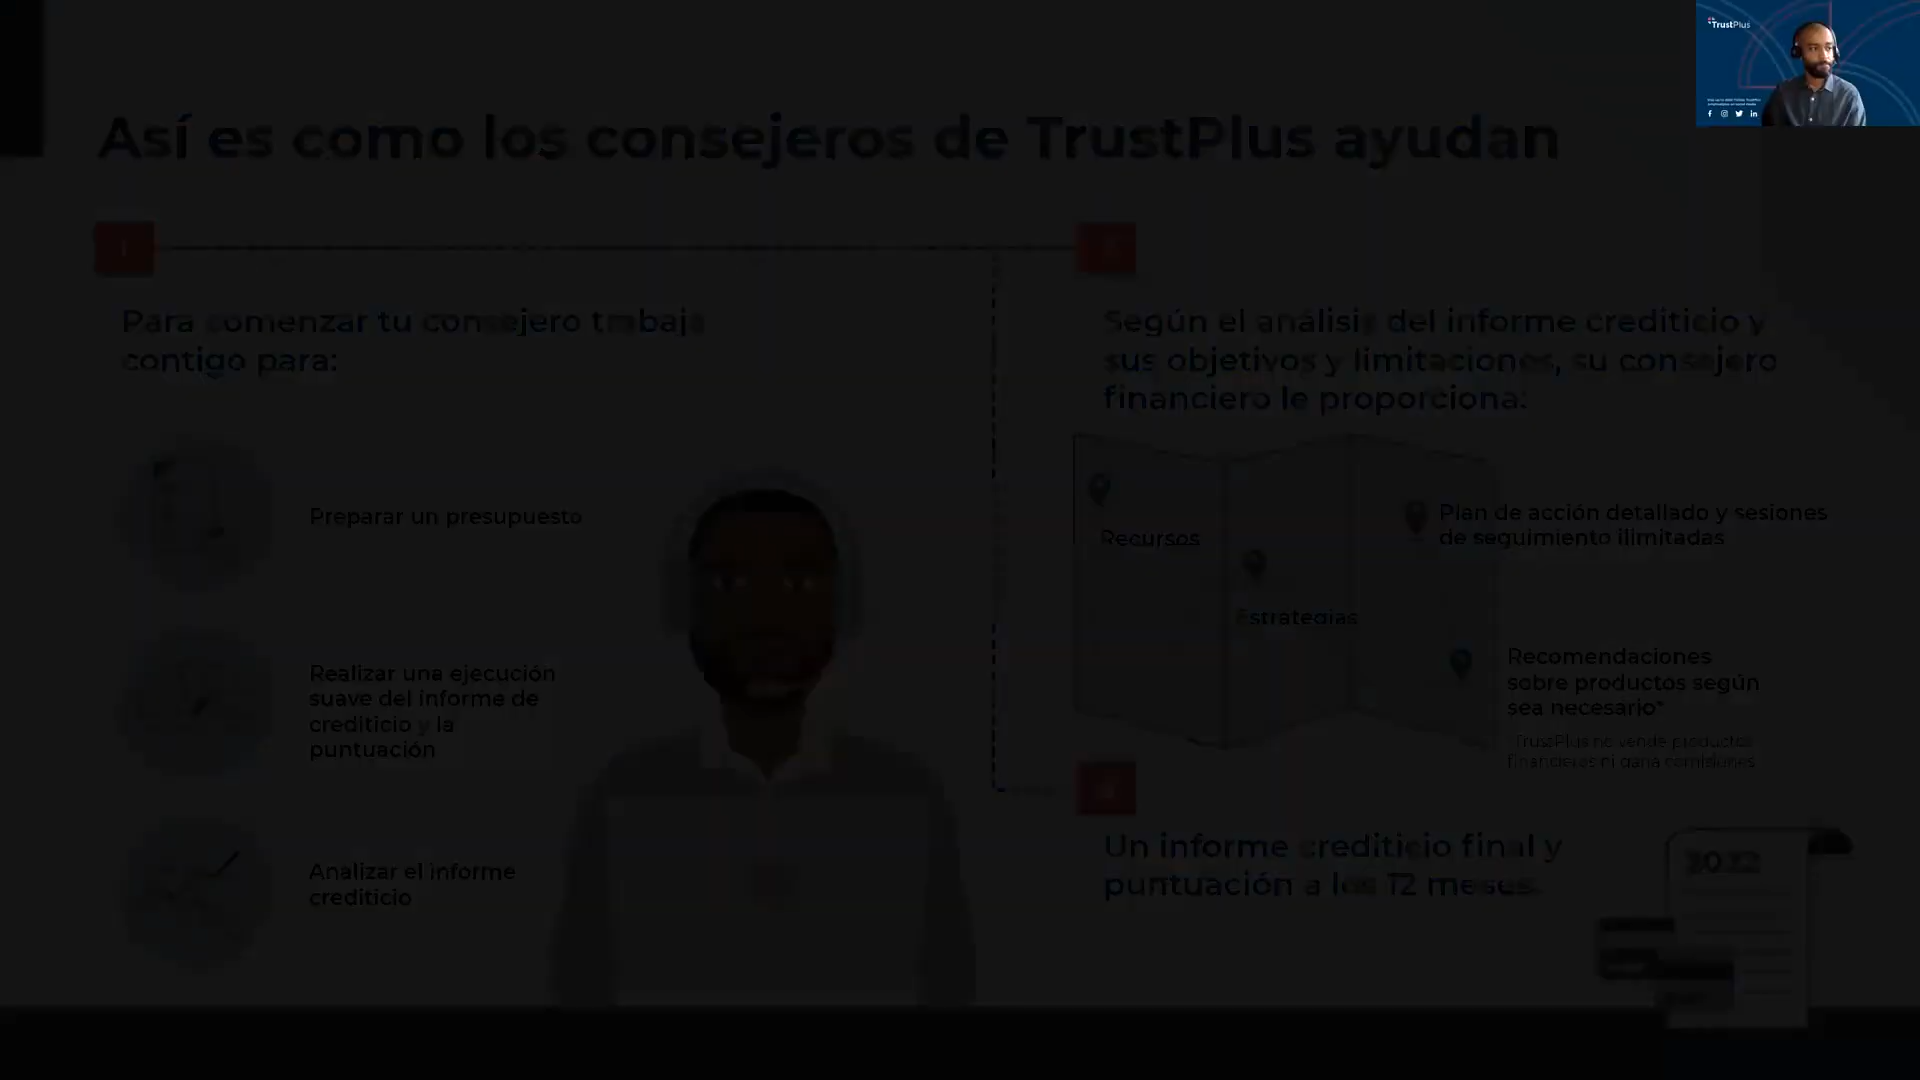 TrustPlus
Así es como los consejeros de TrustPlus ayudan
1
Para comenzar tu consejero trabaja
contigo para:
Preparar un presupuesto
Realizar una ejecución
suave del informe de
crediticio y la
puntuación
Analizar el informe
crediticio
Según el análisis del informe crediticio y
sus objetivos y limitaciones, su consejero
financiero le proporciona:
Recursos
Estrategias
Plan de acción detallado y sesiones
de seguimiento ilimitadas
Recomendaciones
sobre productos según
sea necesario*
TrustPlus no vende productos
financieros ni gana comisiones
Un informe crediticio final y
puntuación a los 12 meses.
2022